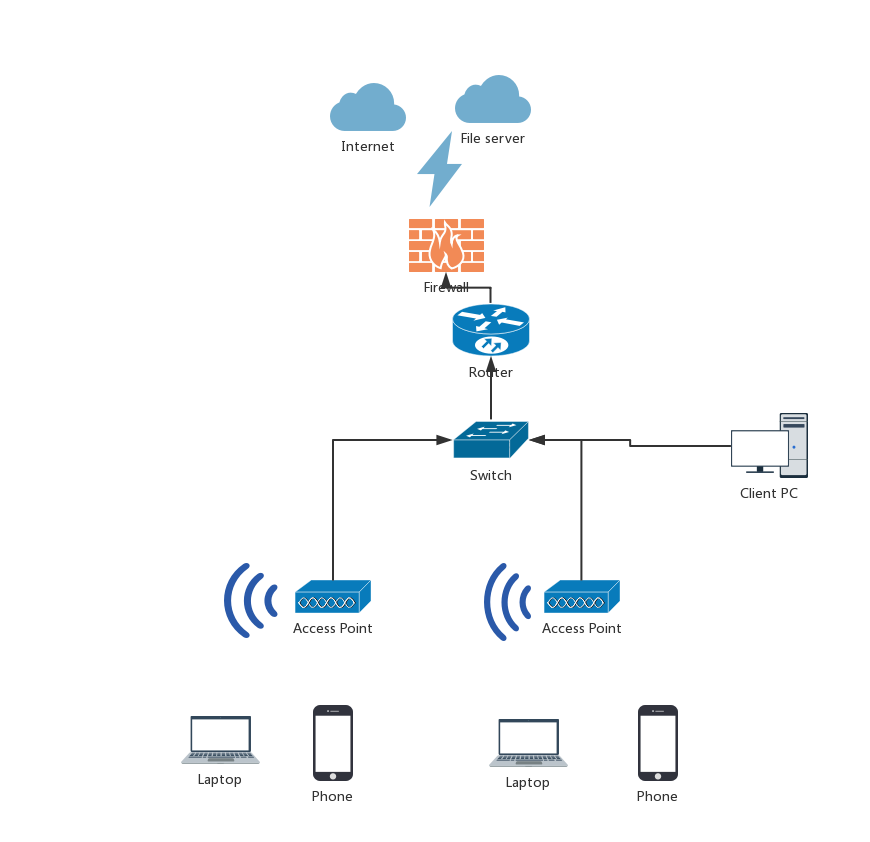 File server
Internet
Firewall
Router
Switch
Client PC
Access Point
Access Point
Laptop
Laptop
Phone
Phone